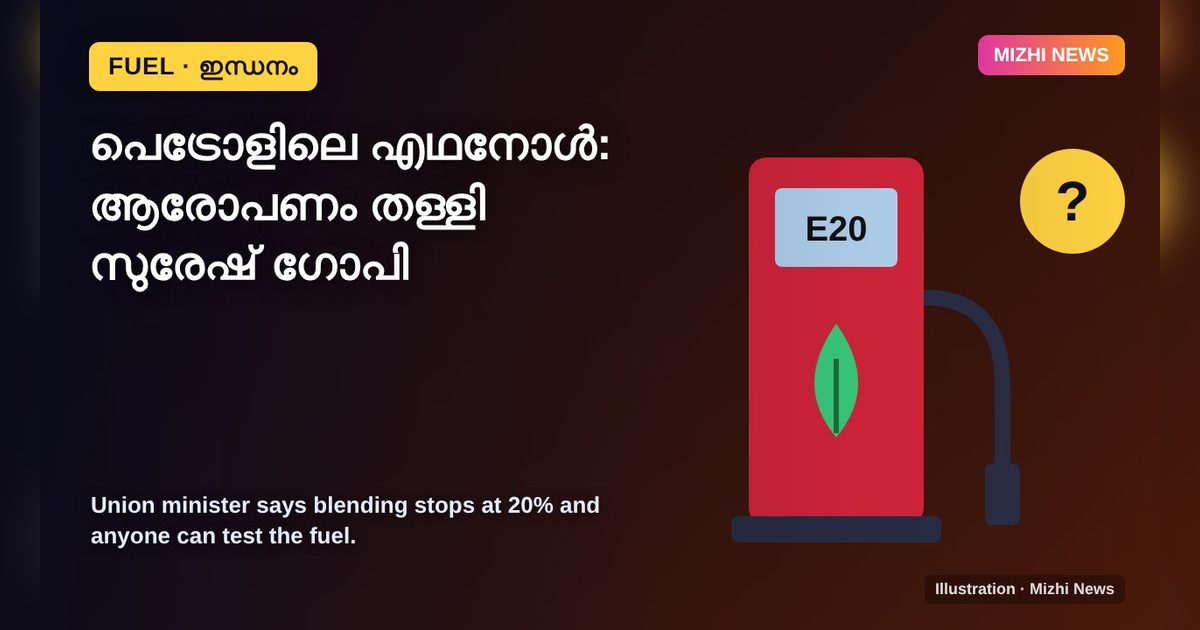 FUEL · ഇന്ധനം
MIZHI NEWS
പെട്രോളിലെ എഥനോൾ:
ആരോപണം തള്ളി
സുരേഷ് ഗോപി
?
E20
Union minister says blending stops at 20% and
anyone can test the fuel.
Illustration · Mizhi News